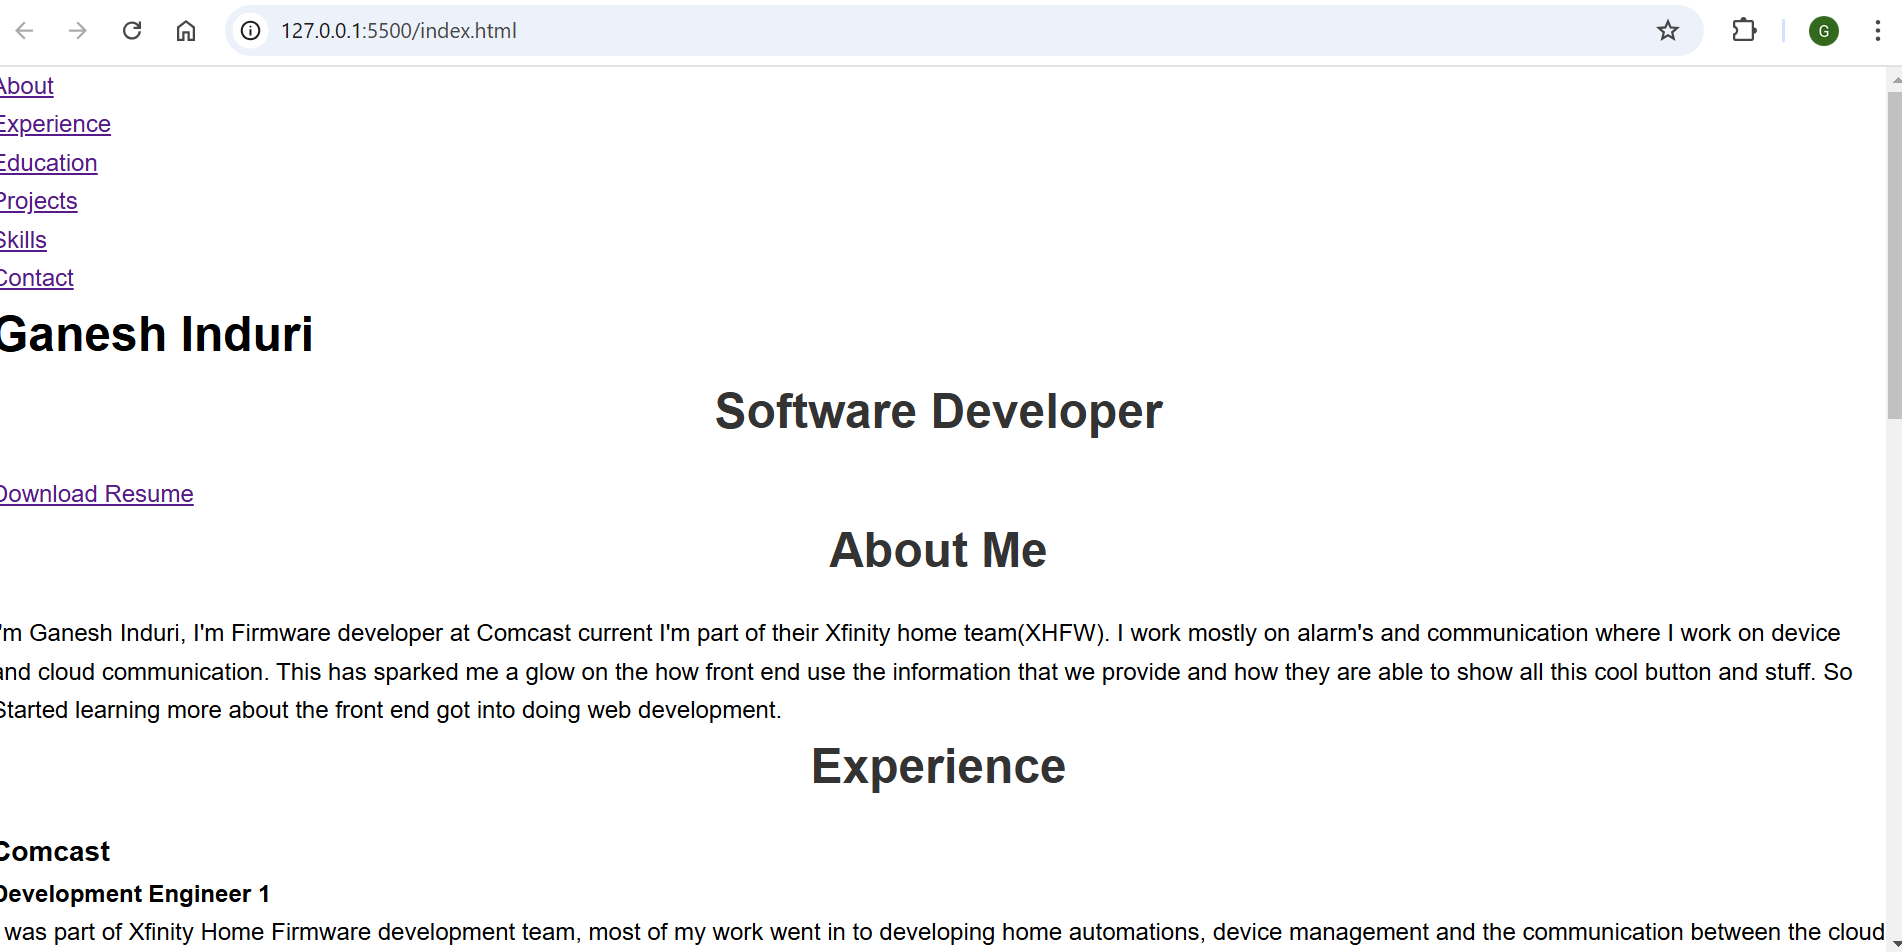 127.0.0.1:5500/index.html
G
About
Experience
Education
Projects
Skills
Contact
Ganesh Induri
Software Developer
Download Resume
About Me
I'm Ganesh Induri, I'm Firmware developer at Comcast current I'm part of their Xfinity home team(XHFW). I work mostly on alarm's and communication where I work on device
and cloud communication. This has sparked me a glow on the how front end use the information that we provide and how they are able to show all this cool button and stuff. So
Started learning more about the front end got into doing web development.
Experience
Comcast
Development Engineer 1
I was part of Xfinity Home Firmware development team, most of my work went in to developing home automations, device management and the communication between the cloud